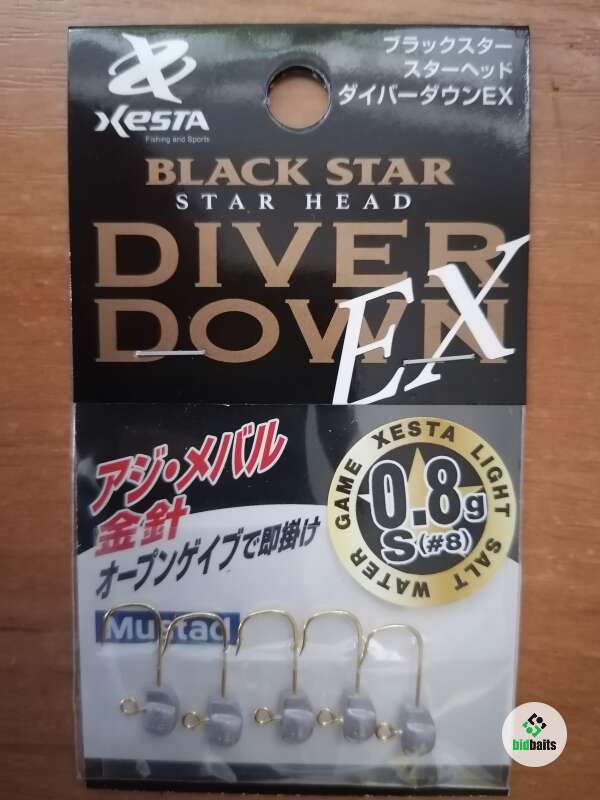 XESTA
Fishing and Sports
ブラックスター
スターヘッド
ダイバーダウンEX
BLACK STAR
STAR HEAD
DIVER
DOWN
EX
アジ・メバル
金針
オープンゲイブで即掛け
XESTA LIGHT SALT WATER GAME
0.8g
S(#8)
Mustad
bidbaits